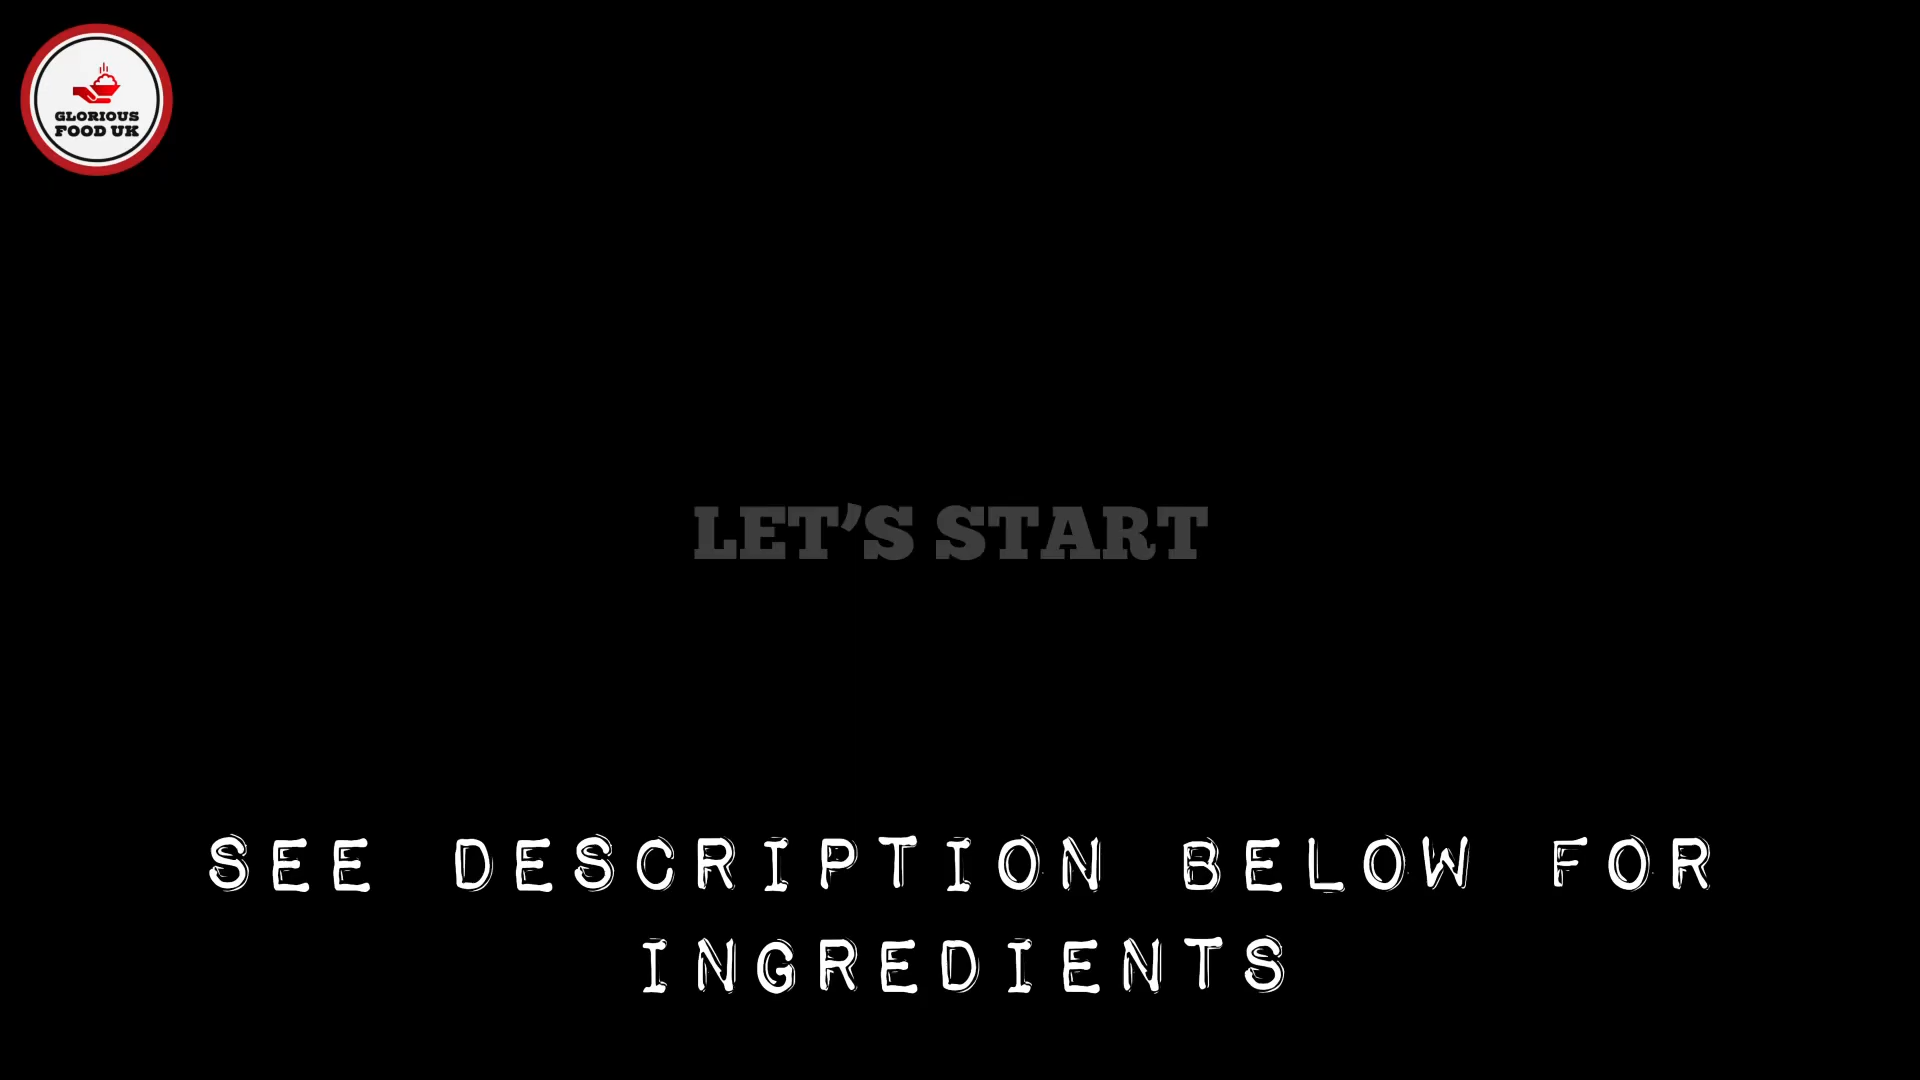 GLORIOUS
FOOD UK
LET’S START
SEE DESCRIPTION BELOW FOR
INGREDIENTS